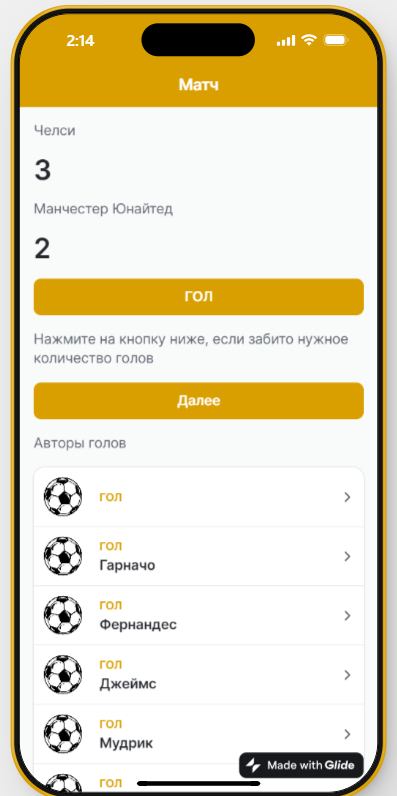 2:14
Матч
Челси
3
Манчестер Юнайтед
2
ГОЛ
Нажмите на кнопку ниже, если забито нужное
количество голов
Далее
Авторы голов
ГОЛ
ГОЛ
Гарначо
ГОЛ
Фернандес
ГОЛ
Джеймс
ГОЛ
Мудрик
ГОЛ
Made with Glide